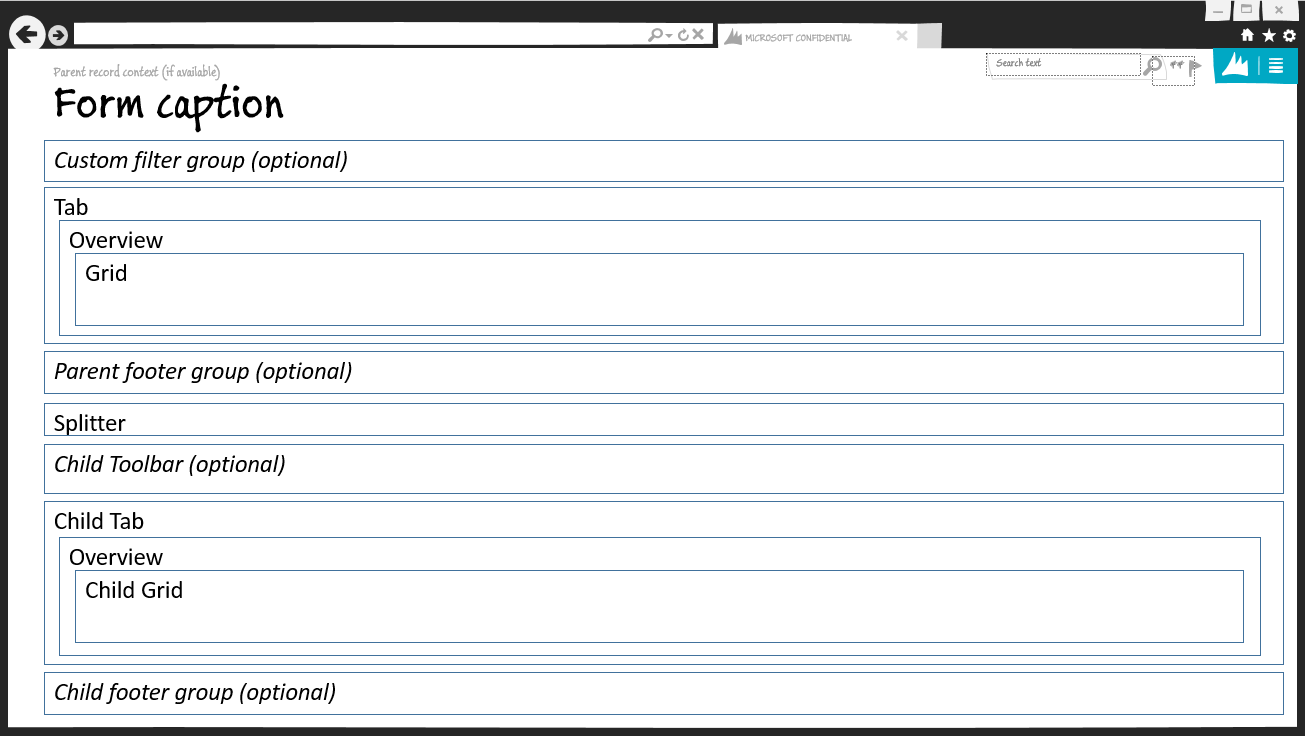 MICROSOFT CONFIDENTIAL
Parent record context (if available)
Search text
Form caption
Custom filter group (optional)
Tab
Overview
Grid
Parent footer group (optional)
Splitter
Child Toolbar (optional)
Child Tab
Overview
Child Grid
Child footer group (optional)